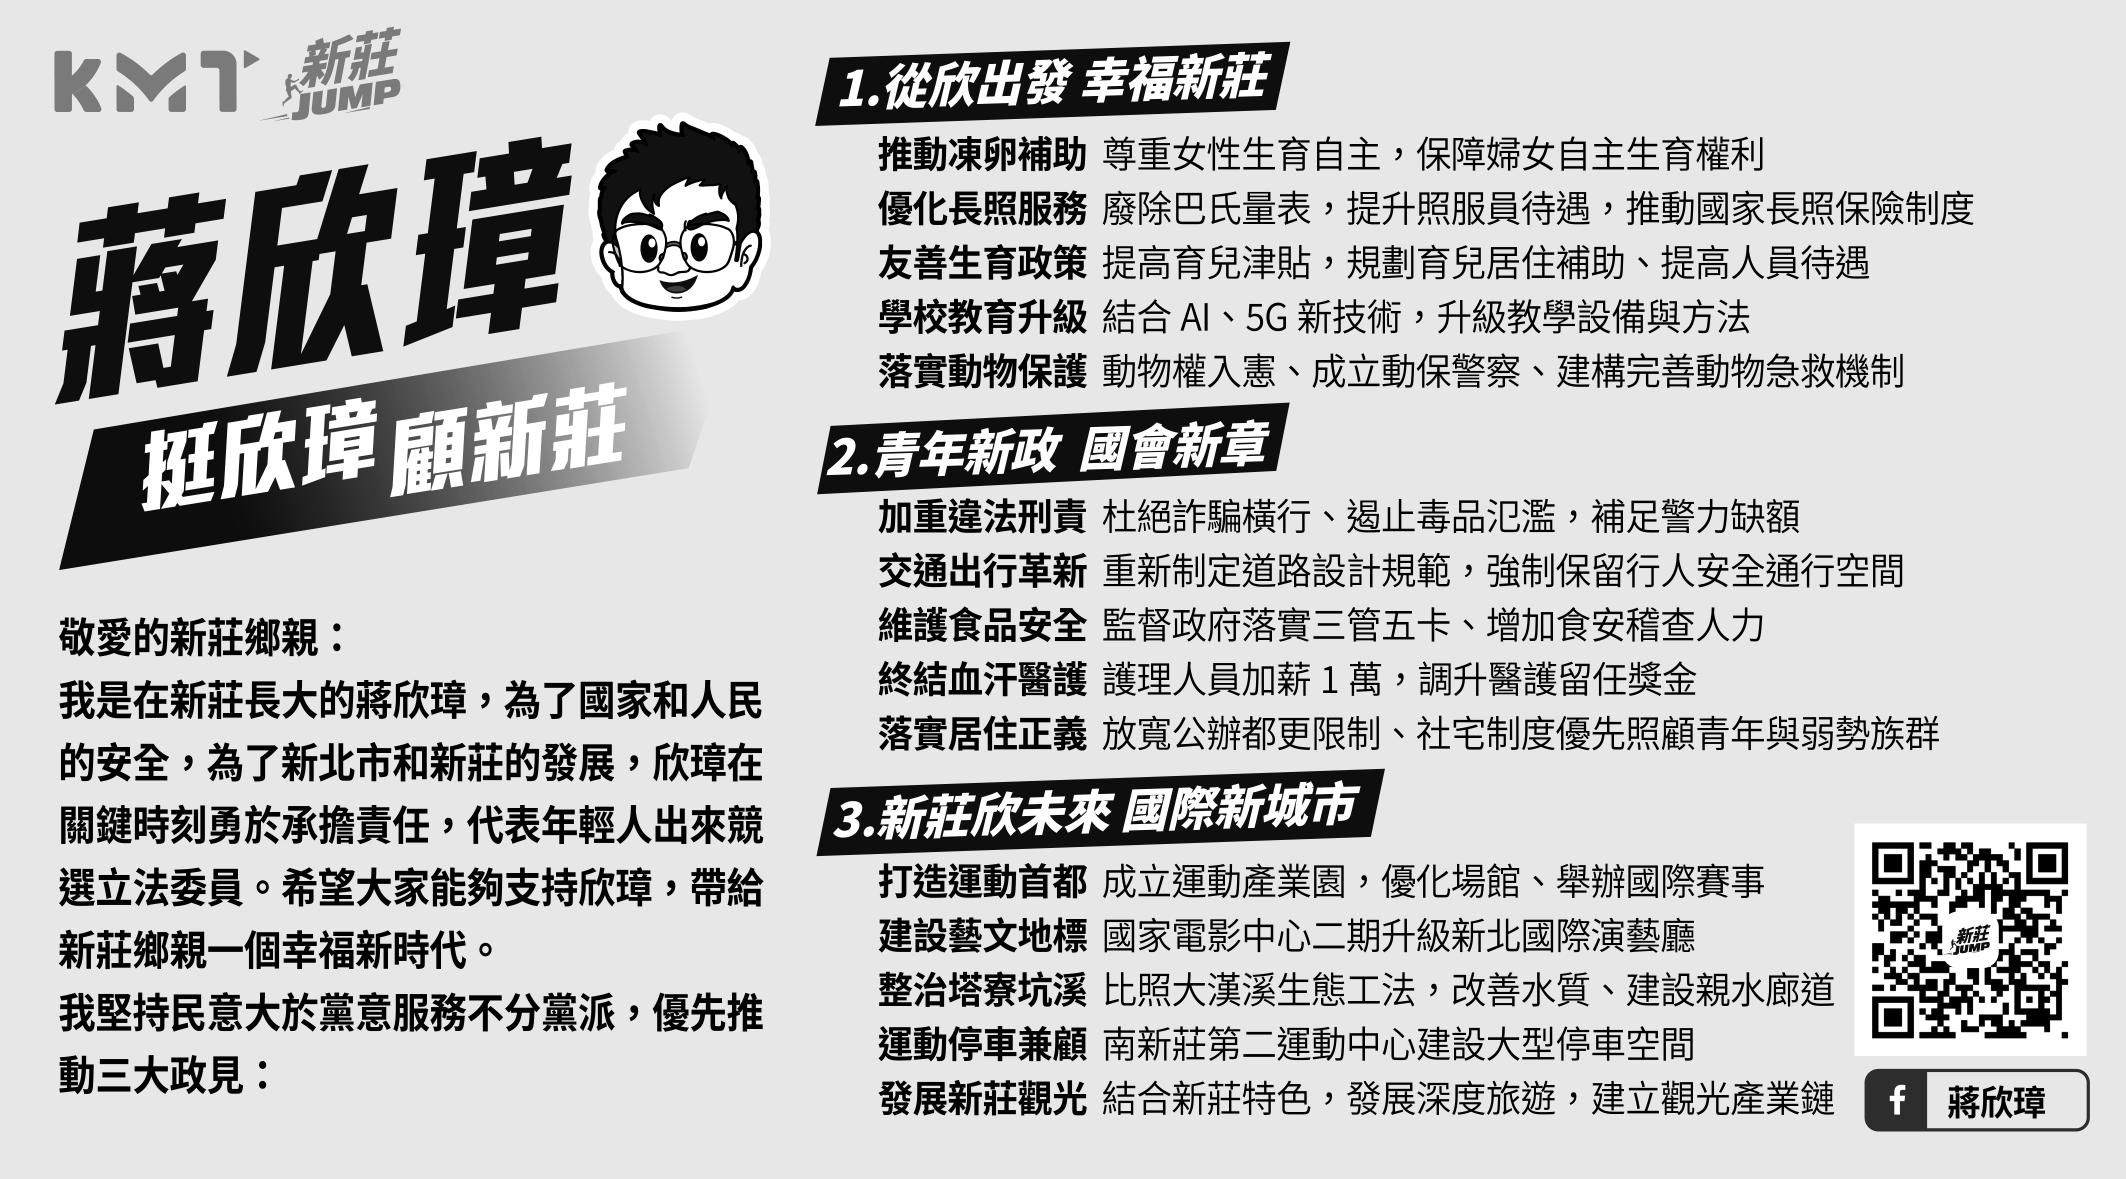 KMT 新莊JUMP
蔣欣璋
挺欣璋 顧新莊
敬愛的新莊鄉親：
我是在新莊長大的蔣欣璋，為了國家和人民
的安全，為了新北市和新莊的發展，欣璋在
關鍵時刻勇於承擔責任，代表年輕人出來競
選立法委員。希望大家能夠支持欣璋，帶給
新莊鄉親一個幸福新時代。
我堅持民意大於黨意服務不分黨派，優先推
動三大政見：
1.從欣出發 幸福新莊
推動凍卵補助 尊重女性生育自主，保障婦女自主生育權利
優化長照服務 廢除巴氏量表，提升照服員待遇，推動國家長照保險制度
友善生育政策 提高育兒津貼，規劃育兒居住補助、提高人員待遇
學校教育升級 結合 AI、5G 新技術，升級教學設備與方法
落實動物保護 動物權入憲、成立動保警察、建構完善動物急救機制
2.青年新政 國會新章
加重違法刑責 杜絕詐騙橫行、遏止毒品氾濫，補足警力缺額
交通出行革新 重新制定道路設計規範，強制保留行人安全通行空間
維護食品安全 監督政府落實三管五卡、增加食安稽查人力
終結血汗醫護 護理人員加薪 1 萬，調升醫護留任獎金
落實居住正義 放寬公辦都更限制、社宅制度優先照顧青年與弱勢族群
3.新莊欣未來 國際新城市
打造運動首都 成立運動產業園，優化場館、舉辦國際賽事
建設藝文地標 國家電影中心二期升級新北國際演藝廳
整治塔寮坑溪 比照大漢溪生態工法，改善水質、建設親水廊道
運動停車兼顧 南新莊第二運動中心建設大型停車空間
發展新莊觀光 結合新莊特色，發展深度旅遊，建立觀光產業鏈
新莊JUMP
f 蔣欣璋